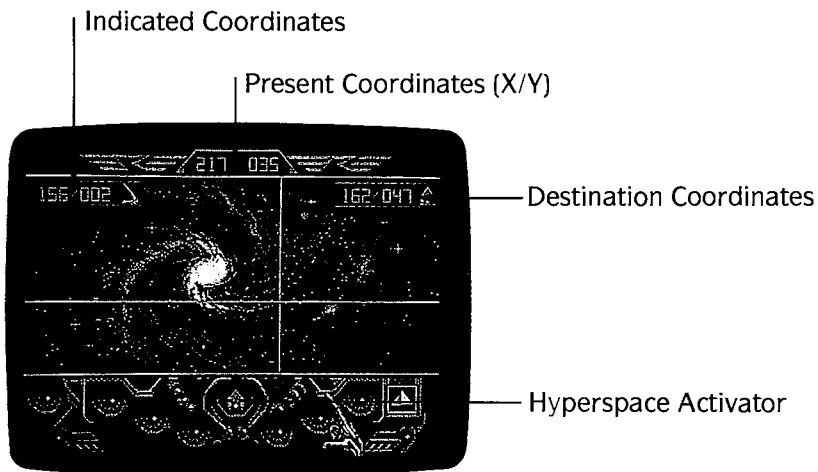 Indicated Coordinates
Present Coordinates (X/Y)
217 035
156/002
162/047
Destination Coordinates
Hyperspace Activator